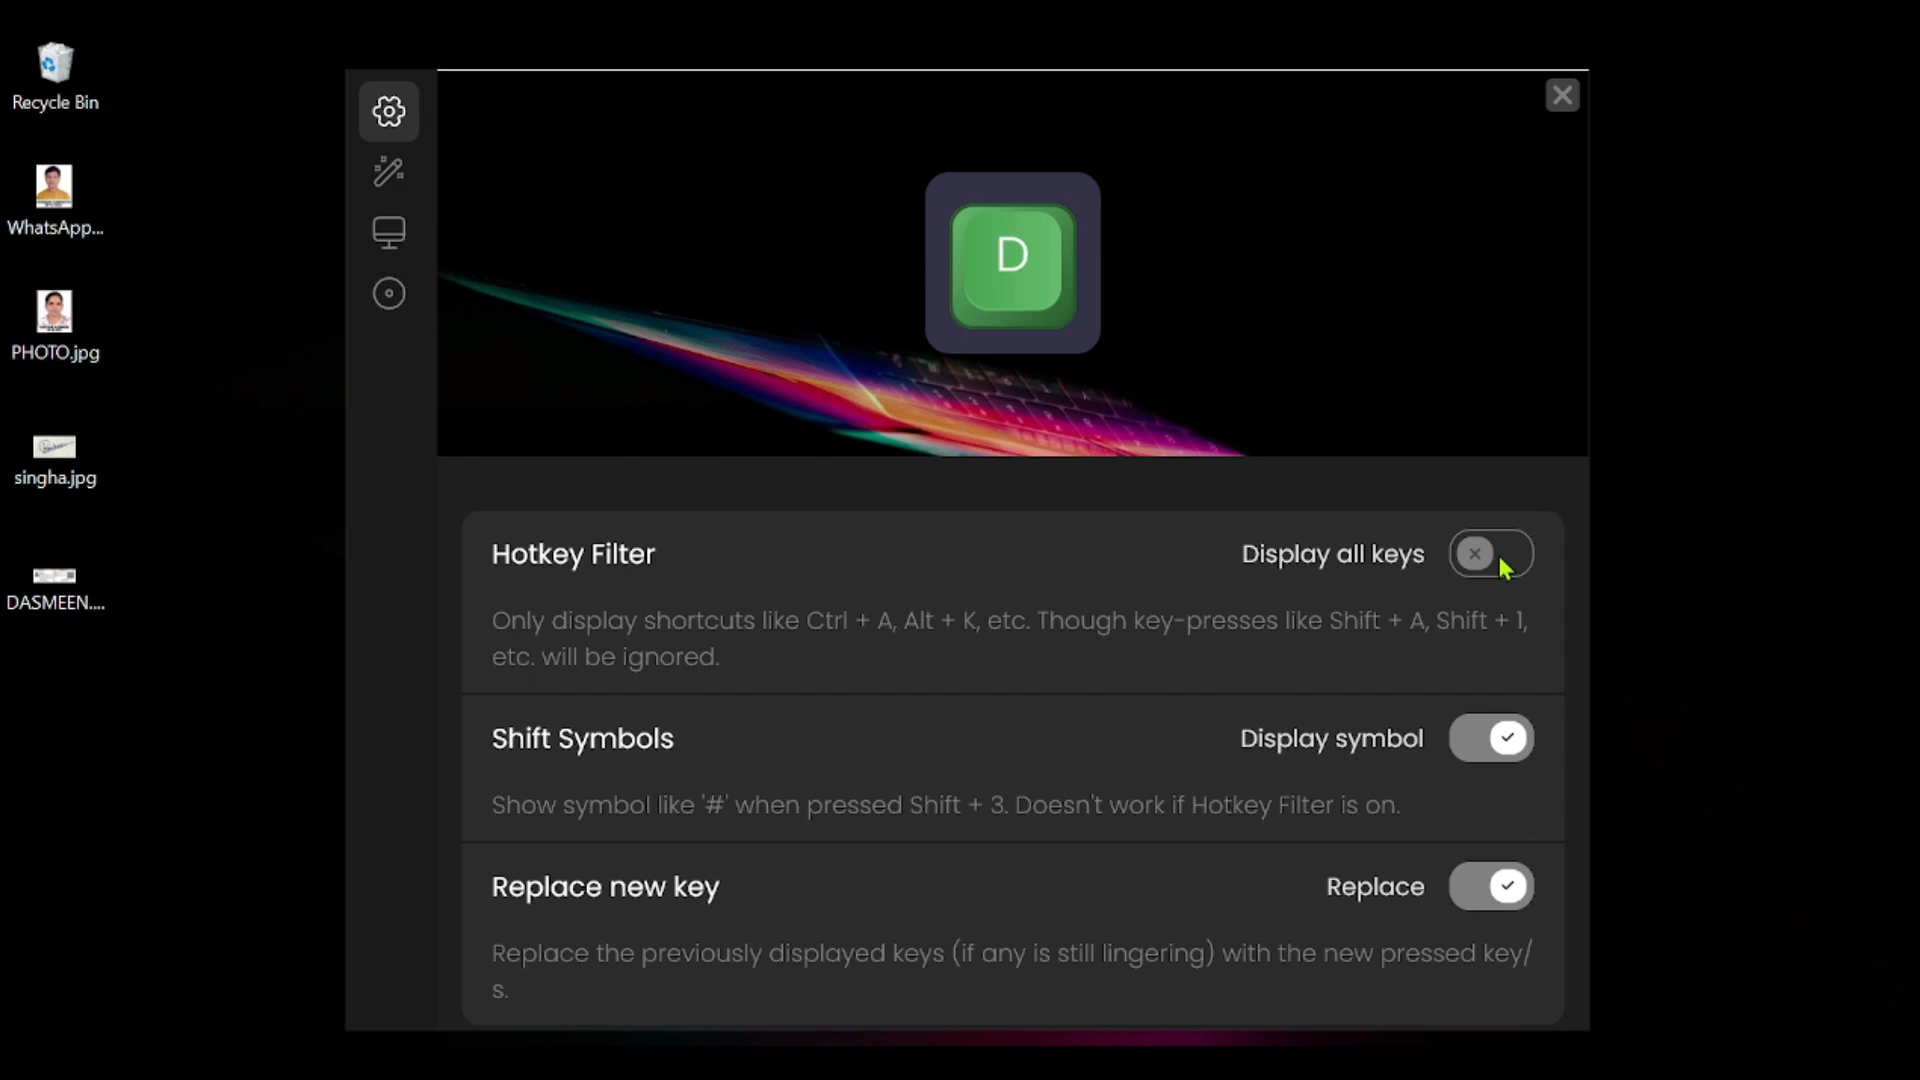 Recycle Bin
WhatsApp...
PHOTO.jpg
singha.jpg
DASMEEN....
D
Hotkey Filter
Display all keys
Only display shortcuts like Ctrl + A, Alt + K, etc. Though key-presses like Shift + A, Shift + 1,
etc. will be ignored.
Shift Symbols
Display symbol
Show symbol like '#' when pressed Shift + 3. Doesn't work if Hotkey Filter is on.
Replace new key
Replace
Replace the previously displayed keys (if any is still lingering) with the new pressed key/
s.